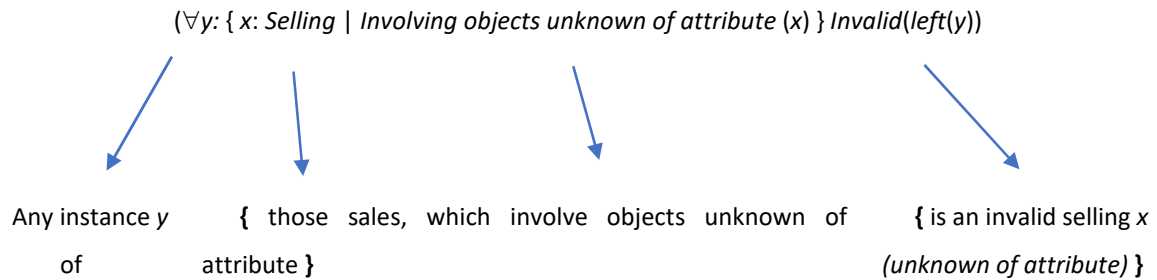 (∀y: { x: Selling | Involving objects unknown of attribute (x) } Invalid(left(y))
Any instance y { those sales, which involve objects unknown of { is an invalid selling x
of attribute } (unknown of attribute) }